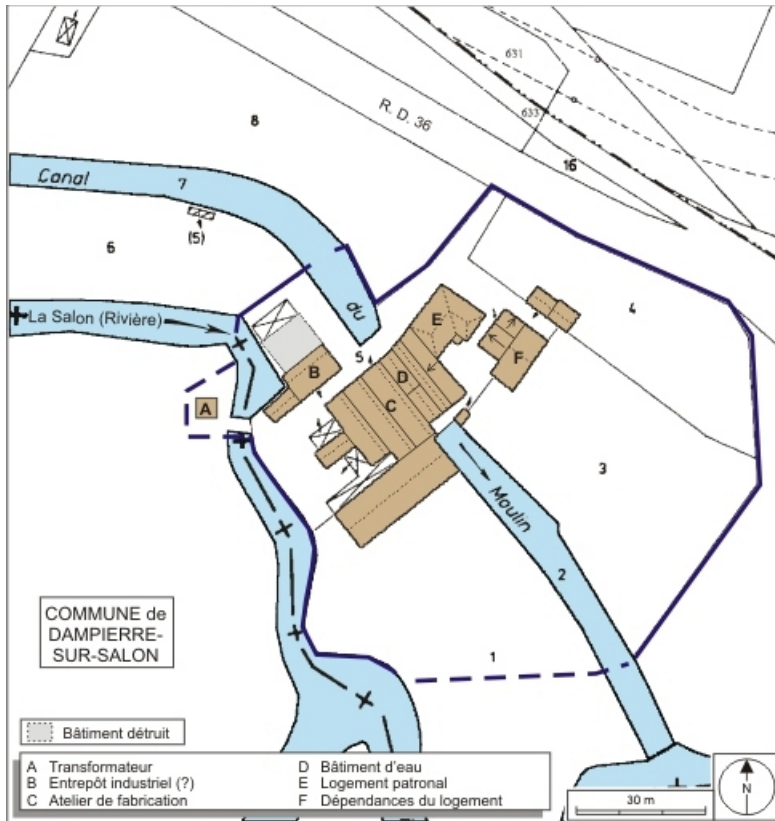 631
R. D. 36
633
8
16
Canal
7
(5)
6
du
4
La Salon (Rivière)
E
5
D
F
B
C
A
3
Moulin
2
COMMUNE de
DAMPIERRE-
SUR-SALON
1
Bâtiment détruit
A Transformateur
B Entrepôt industriel (?)
C Atelier de fabrication
D Bâtiment d'eau
E Logement patronal
F Dépendances du logement
30 m
N